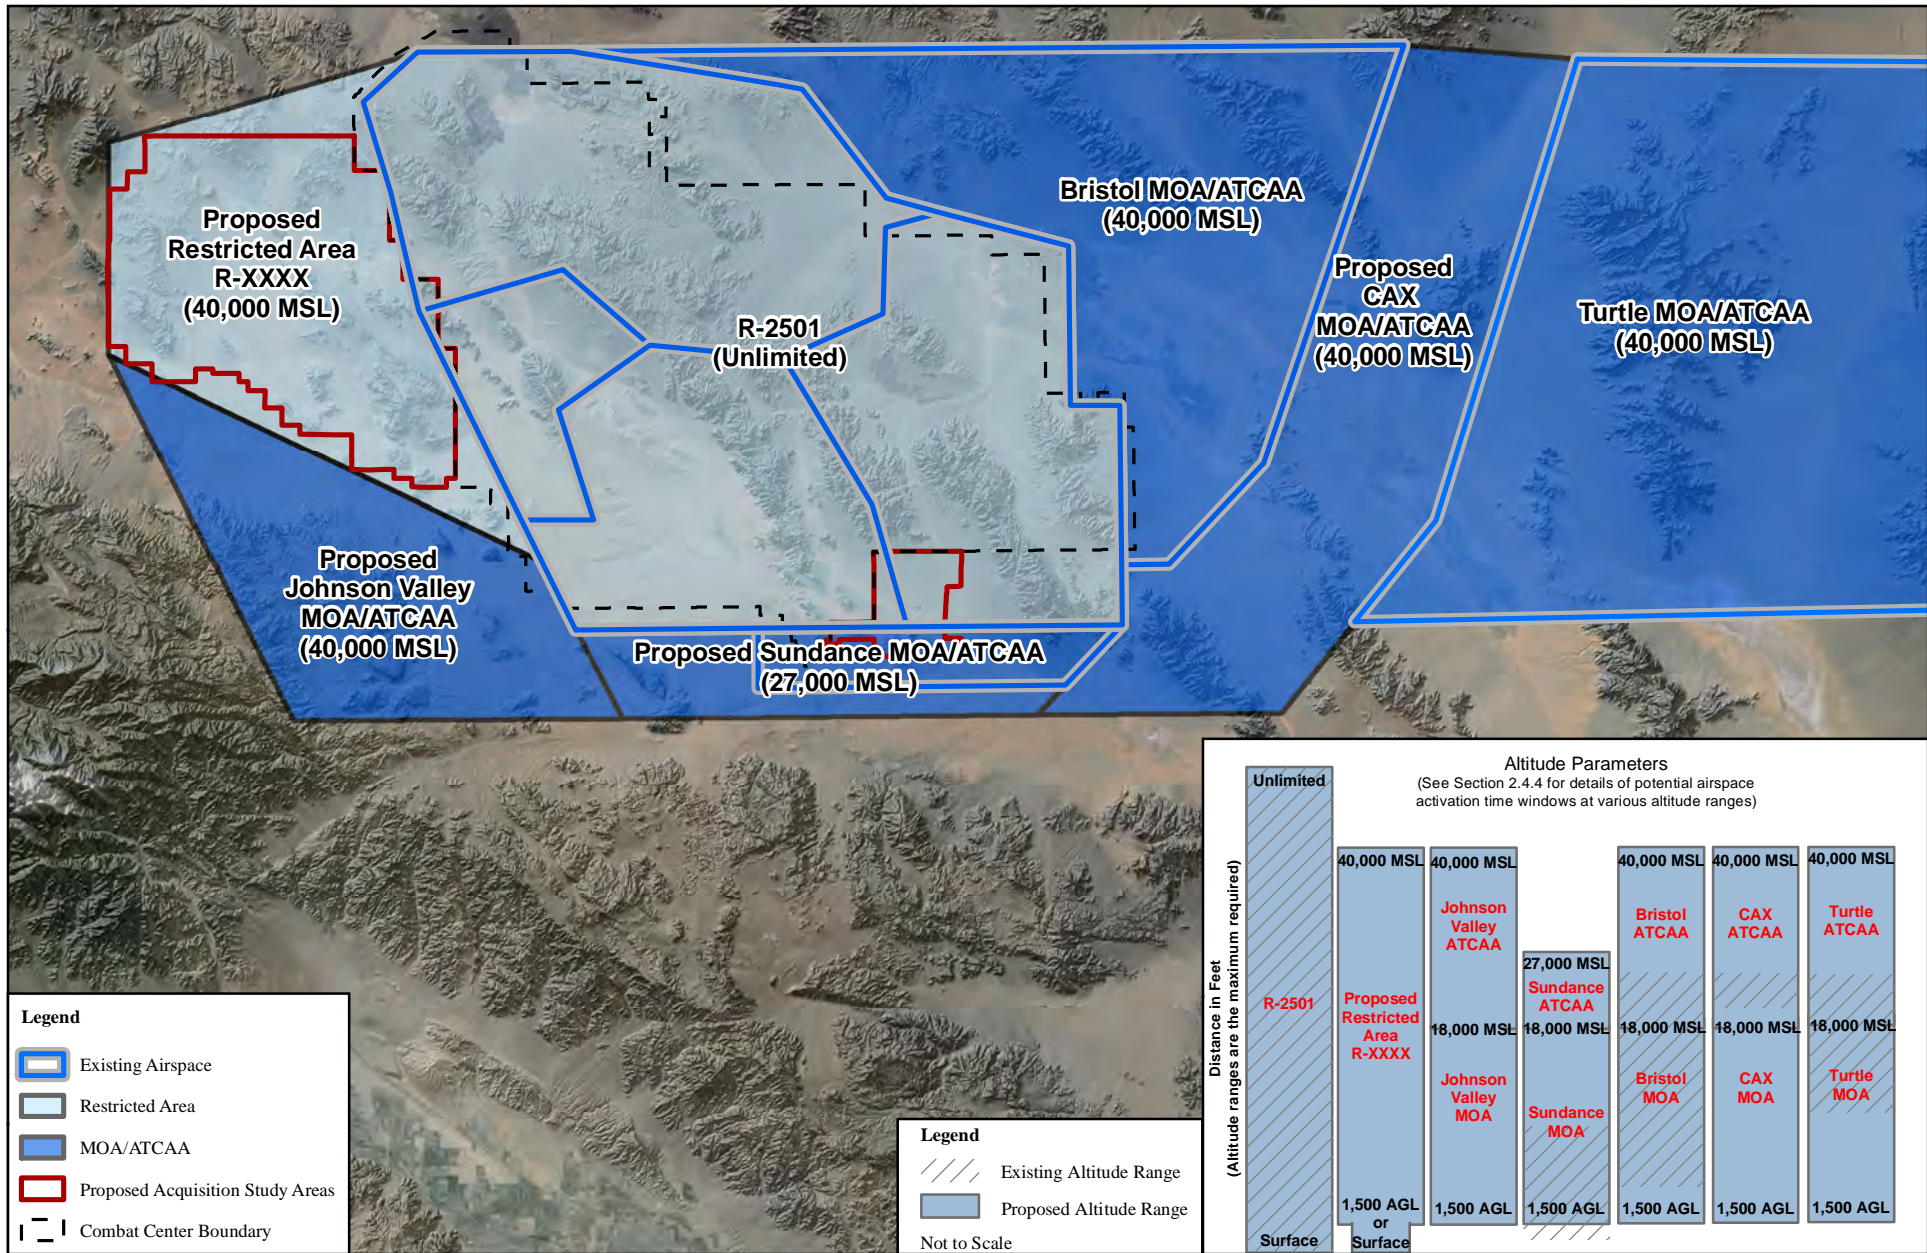 Proposed
Restricted Area
R-XXXX
(40,000 MSL)
R-2501
(Unlimited)
Bristol MOA/ATCAA
(40,000 MSL)
Proposed
CAX
MOA/ATCAA
(40,000 MSL)
Turtle MOA/ATCAA
(40,000 MSL)
Proposed
Johnson Valley
MOA/ATCAA
(40,000 MSL)
Proposed Sundance MOA/ATCAA
(27,000 MSL)
Legend
Existing Airspace
Restricted Area
MOA/ATCAA
Proposed Acquisition Study Areas
Combat Center Boundary
Legend
Existing Altitude Range
Proposed Altitude Range
Not to Scale
Altitude Parameters
(See Section 2.4.4 for details of potential airspace
activation time windows at various altitude ranges)
Distance in Feet
(Altitude ranges are the maximum required)
Unlimited
R-2501
Surface
40,000 MSL
Proposed
Restricted
Area
R-XXXX
1,500 AGL
or
Surface
40,000 MSL
Johnson
Valley
ATCAA
18,000 MSL
Johnson
Valley
MOA
1,500 AGL
27,000 MSL
Sundance
ATCAA
18,000 MSL
Sundance
MOA
1,500 AGL
40,000 MSL
Bristol
ATCAA
18,000 MSL
Bristol
MOA
1,500 AGL
40,000 MSL
CAX
ATCAA
18,000 MSL
CAX
MOA
1,500 AGL
40,000 MSL
Turtle
ATCAA
18,000 MSL
Turtle
MOA
1,500 AGL